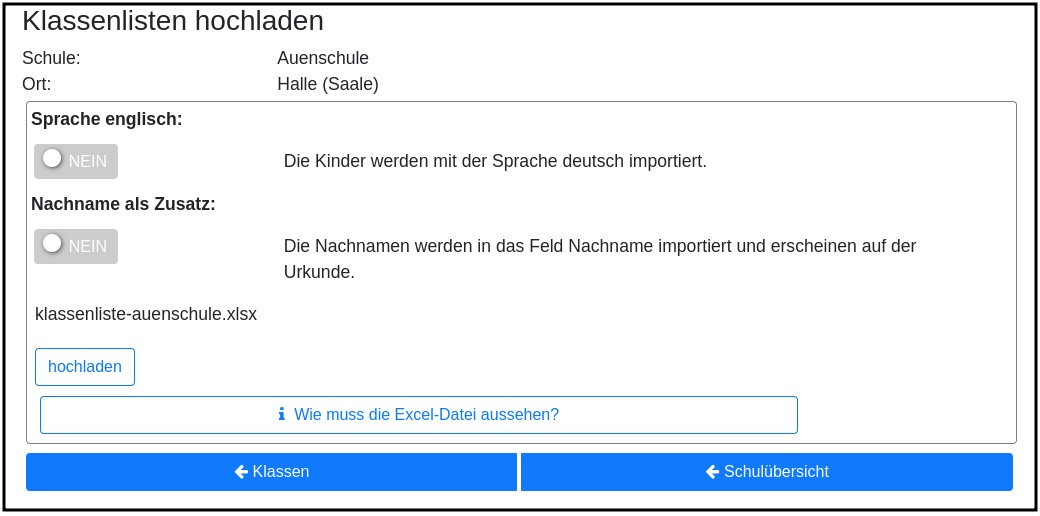 Klassenlisten hochladen
Schule: Auenschule
Ort: Halle (Saale)
Sprache englisch:
NEIN Die Kinder werden mit der Sprache deutsch importiert.
Nachname als Zusatz:
NEIN Die Nachnamen werden in das Feld Nachname importiert und erscheinen auf der
Urkunde.
klassenliste-auenschule.xlsx
hochladen
Wie muss die Excel-Datei aussehen?
Klassen Schulübersicht